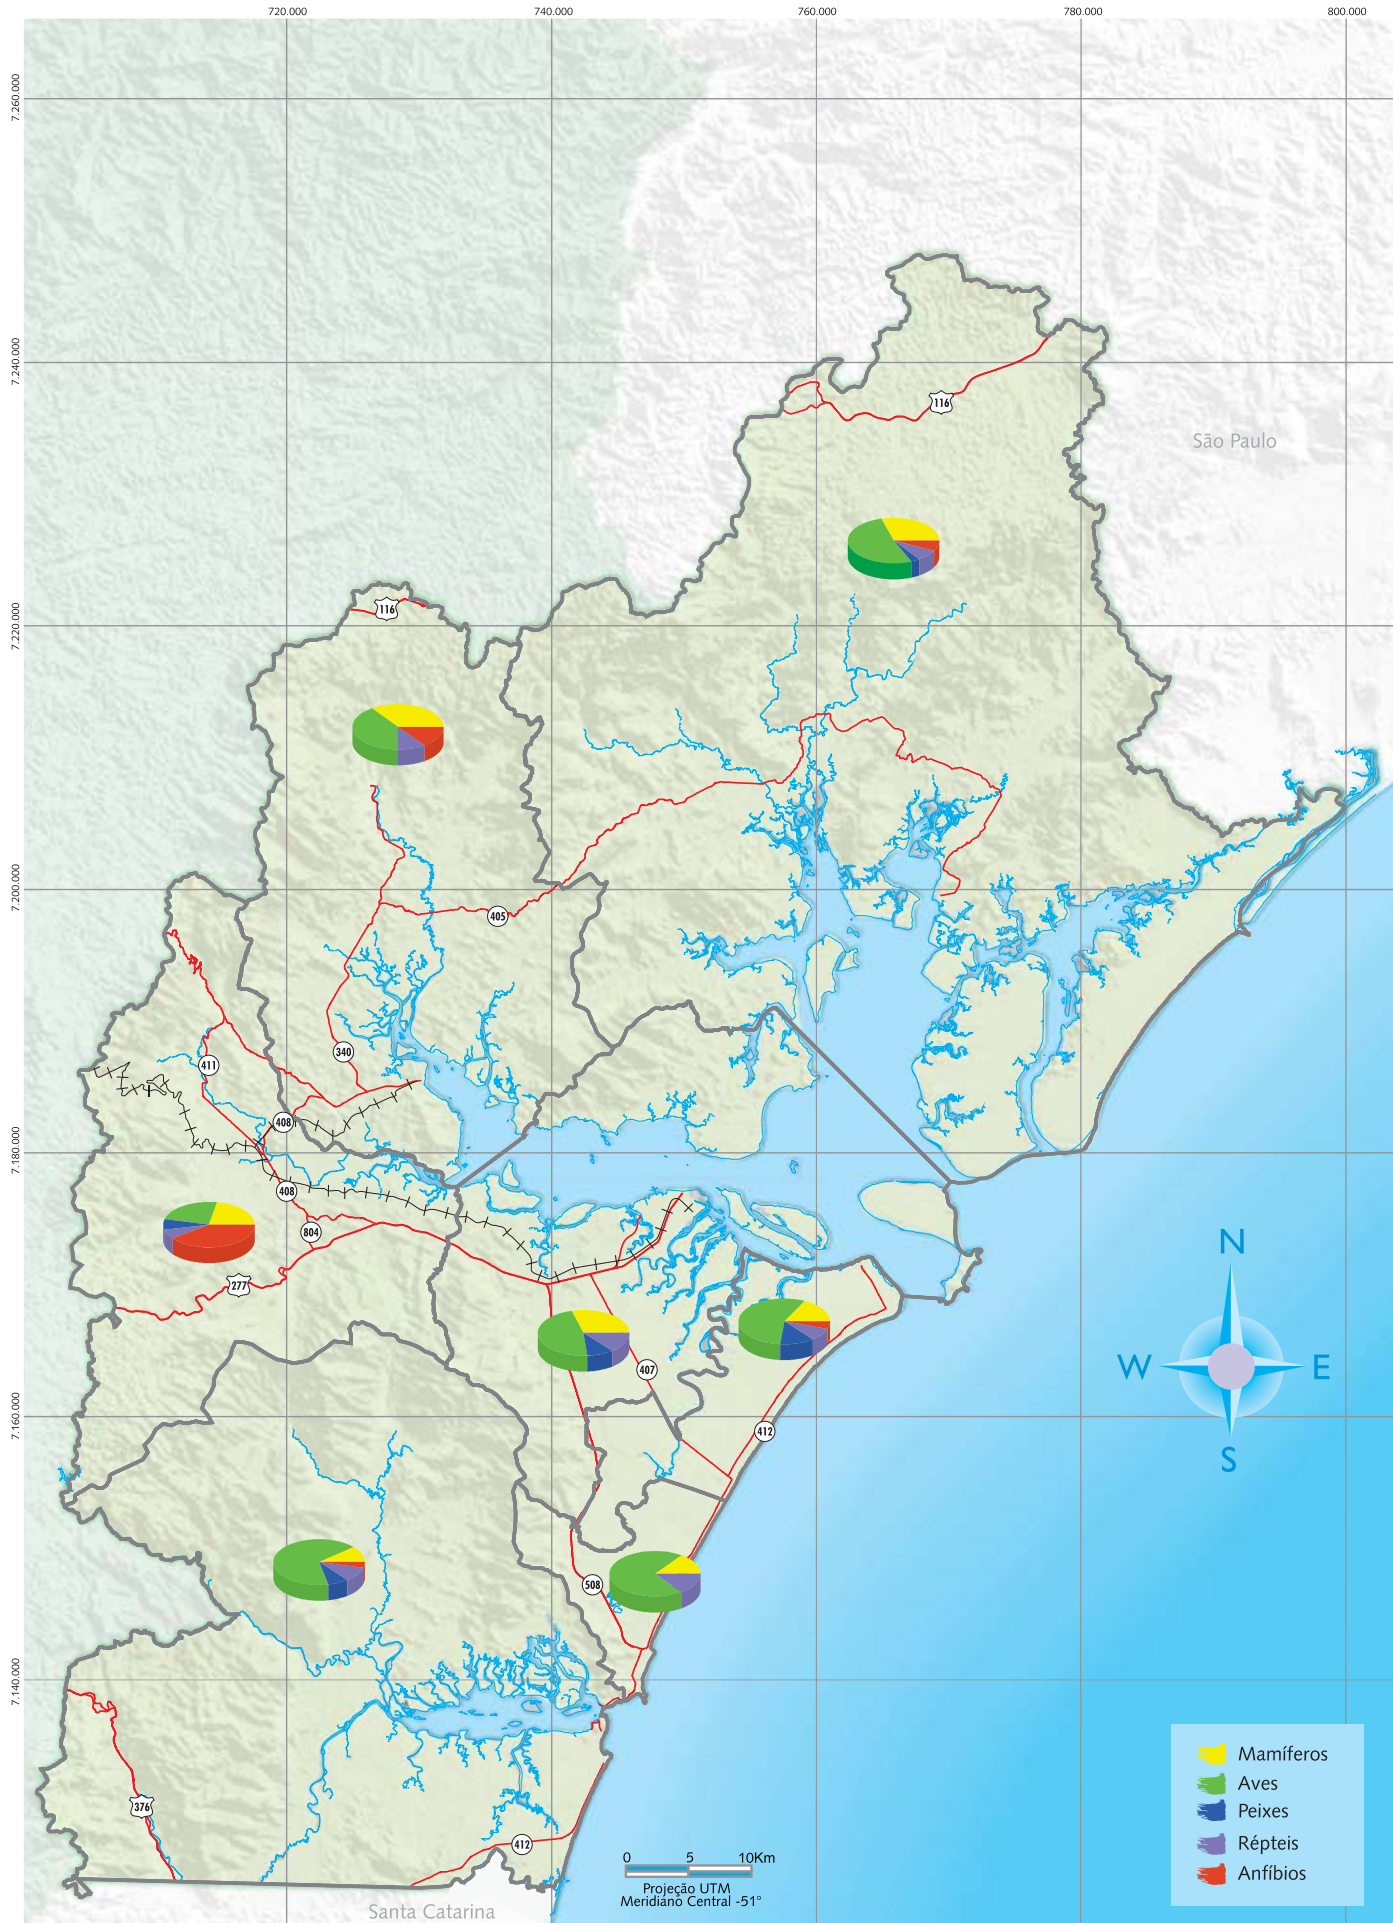 720.000
740.000
760.000
780.000
800.000
7.260.000
7.240.000
116
São Paulo
116
7.220.000
7.200.000
405
340
411
408
7.180.000
408
804
277
N
W
E
S
407
7.160.000
412
508
7.140.000
376
412
0 5 10Km
Projeção UTM
Meridiano Central -51°
Santa Catarina
Mamíferos
Aves
Peixes
Répteis
Anfíbios